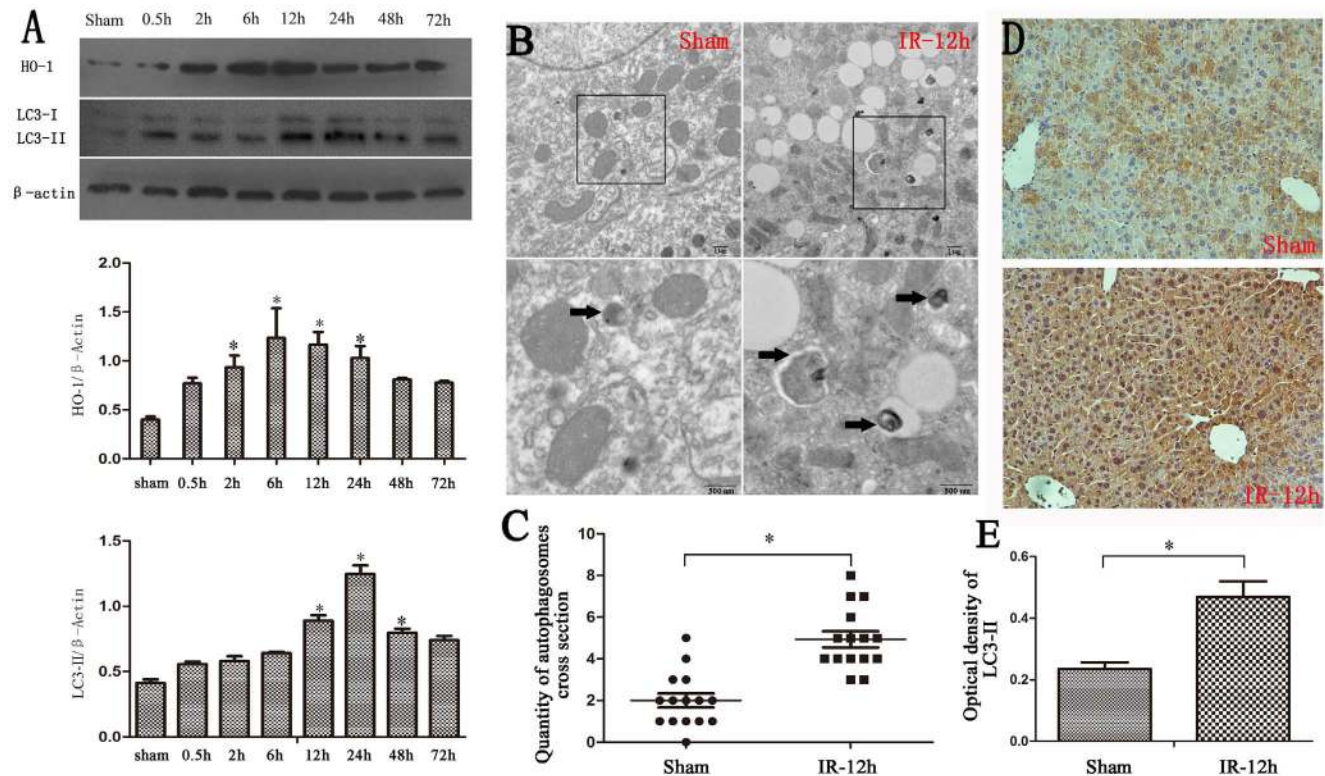 A
Sham 0.5h 2h 6h 12h 24h 48h 72h
HO-1
LC3-I
LC3-II
β-actin
HO-1/β-Actin
2.0
1.5
1.0
0.5
0.0
* * * *
sham 0.5h 2h 6h 12h 24h 48h 72h
LC3-II/β-Actin
1.5
1.0
0.5
0.0
* * *
sham 0.5h 2h 6h 12h 24h 48h 72h
B
Sham
IR-12h
500 nm
500 nm
C
Quantity of autophagosomes
cross section
10
8
6
4
2
0
*
Sham IR-12h
D
Sham
IR-12h
E
Optical density of
LC3-II
0.6
0.4
0.2
0.0
*
Sham IR-12h